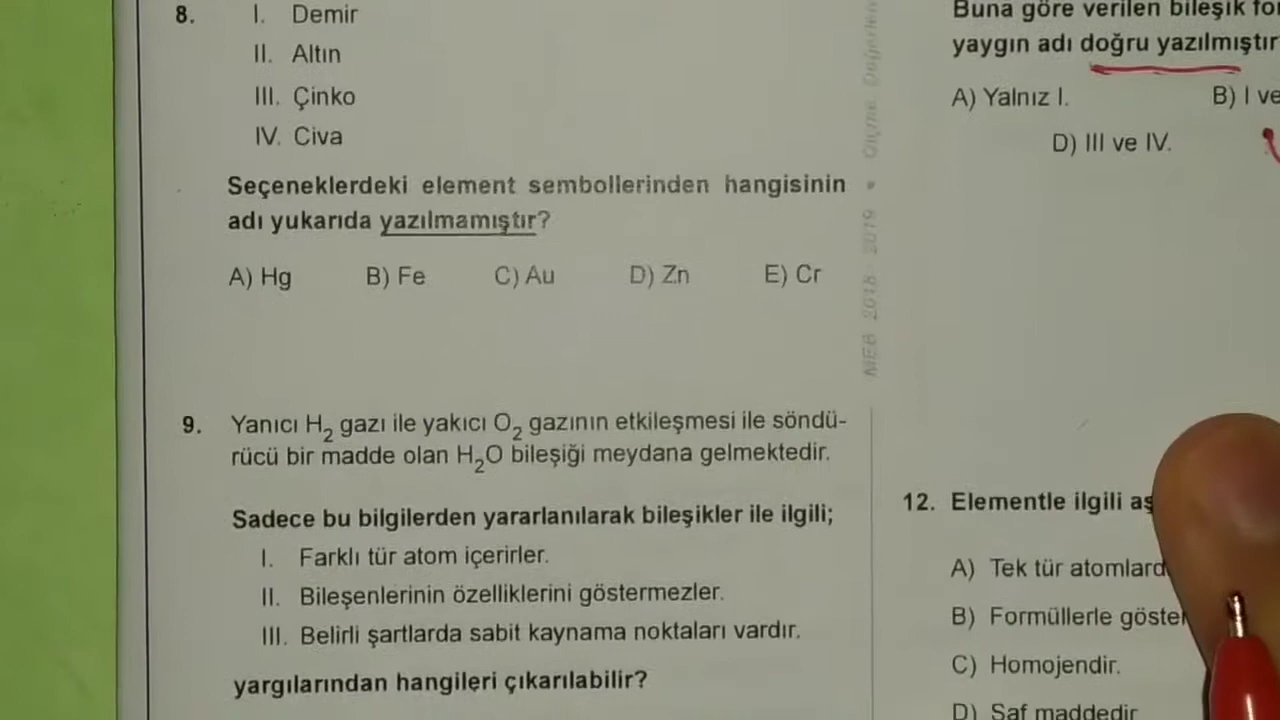 8. I. Demir
II. Altın
III. Çinko
IV. Civa
Seçeneklerdeki element sembollerinden hangisinin
adı yukarıda yazılmamıştır?
A) Hg B) Fe C) Au D) Zn E) Cr
9. Yanıcı H₂ gazı ile yakıcı O₂ gazının etkileşmesi ile söndü-
rücü bir madde olan H₂O bileşiği meydana gelmektedir.
Sadece bu bilgilerden yararlanılarak bileşikler ile ilgili;
I. Farklı tür atom içerirler.
II. Bileşenlerinin özelliklerini göstermezler.
III. Belirli şartlarda sabit kaynama noktaları vardır.
yargılarından hangileri çıkarılabilir?
MEB 2018 - 2019 • Ölçme
Buna göre verilen bileşik
yaygın adı doğru yazılmıştır
A) Yalnız I. B) I ve
D) III ve IV.
12. Elementle ilgili
A) Tek tür
B) Formüllerle
C) Homojendir.
D) Saf maddedir